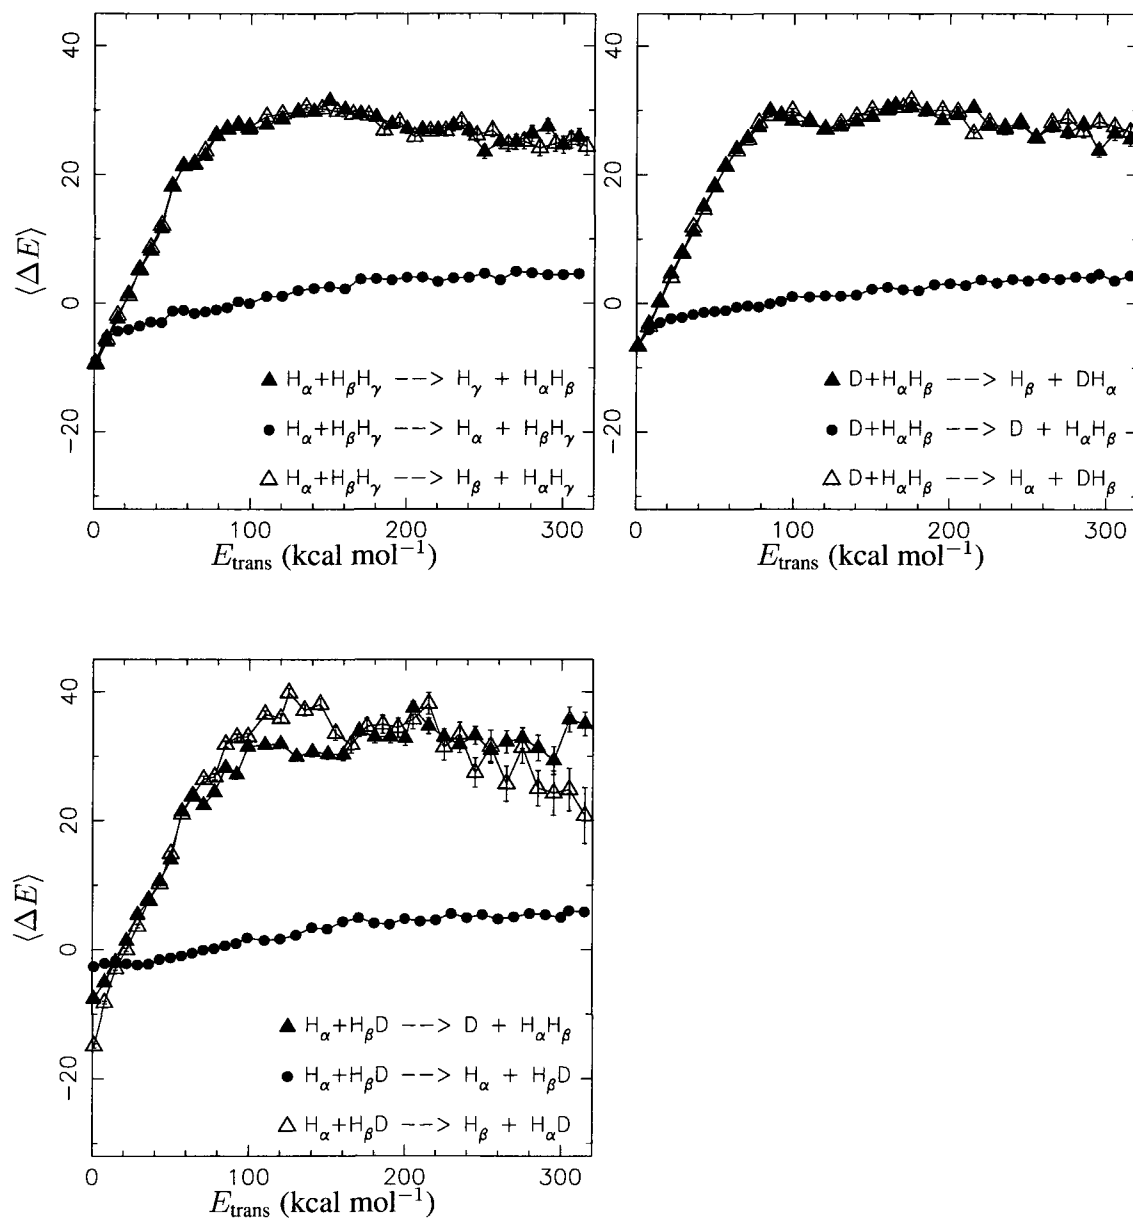 40
20
0
−20
⟨ΔE⟩
▲ Hα+HβHγ --> Hγ + HαHβ
● Hα+HβHγ --> Hα + HβHγ
△ Hα+HβHγ --> Hβ + HαHγ
0 100 200 300
E_trans (kcal mol⁻¹)
40
20
0
−20
▲ D+HαHβ --> Hβ + DHα
● D+HαHβ --> D + HαHβ
△ D+HαHβ --> Hα + DHβ
0 100 200 300
E_trans (kcal mol⁻¹)
40
20
0
−20
⟨ΔE⟩
▲ Hα+HβD --> D + HαHβ
● Hα+HβD --> Hα + HβD
△ Hα+HβD --> Hβ + HαD
0 100 200 300
E_trans (kcal mol⁻¹)